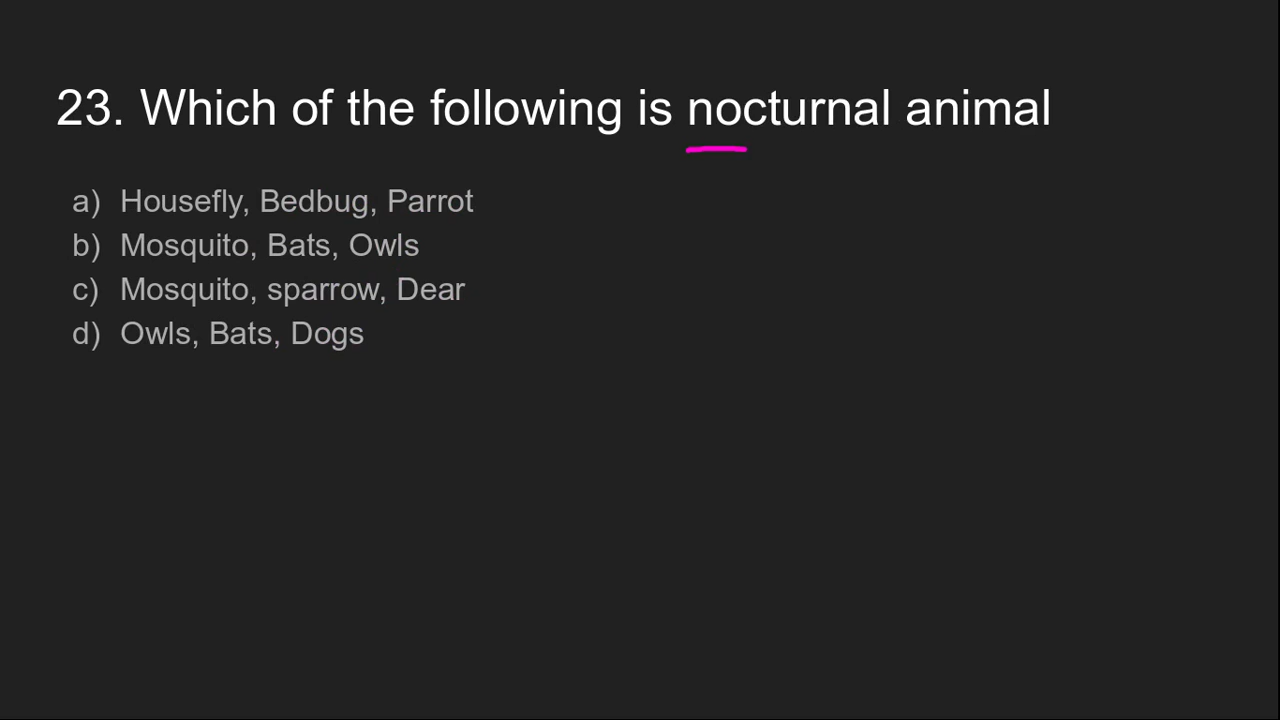 23. Which of the following is nocturnal animal
a) Housefly, Bedbug, Parrot
b) Mosquito, Bats, Owls
c) Mosquito, sparrow, Dear
d) Owls, Bats, Dogs